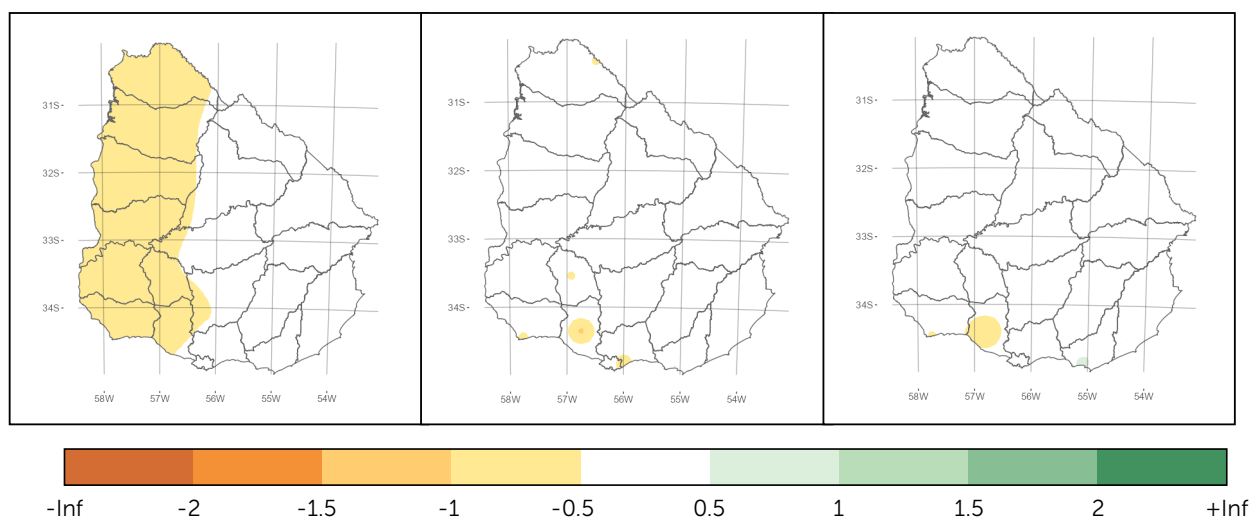 31S-
32S-
33S-
34S-
58W 57W 56W 55W 54W
31S-
32S-
33S-
34S-
58W 57W 56W 55W 54W
31S-
32S-
33S-
34S-
58W 57W 56W 55W 54W
-Inf -2 -1.5 -1 -0.5 0.5 1 1.5 2 +Inf